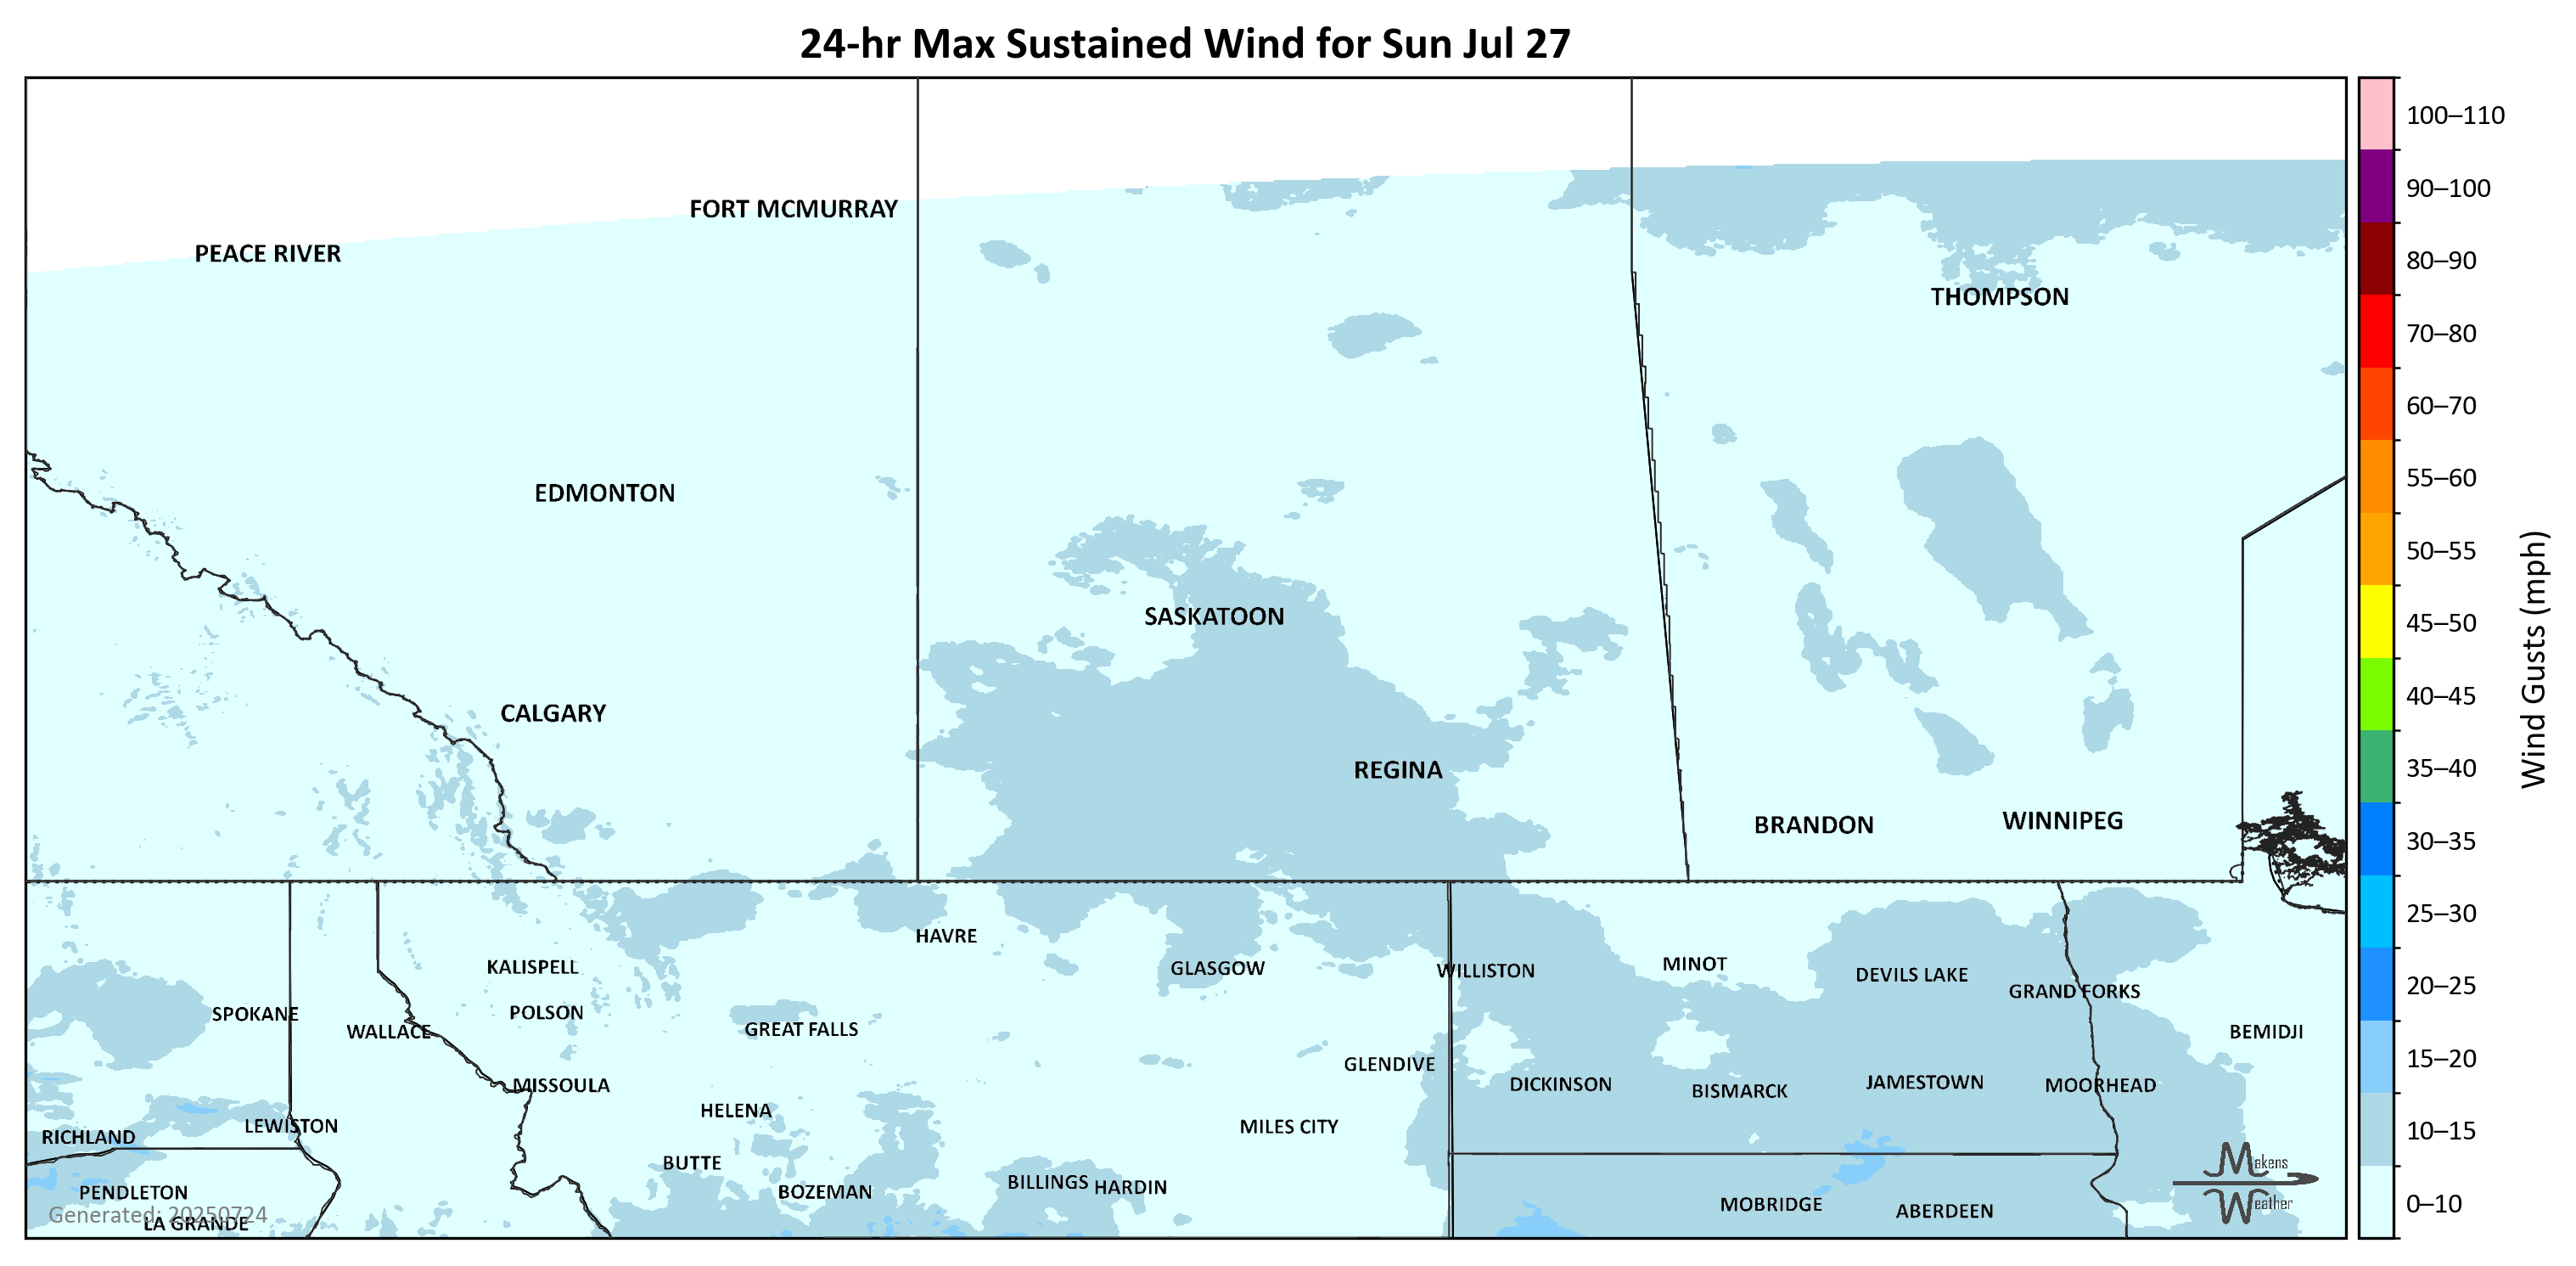 24-hr Max Sustained Wind for Sun Jul 27
100–110
90–100
80–90
70–80
60–70
55–60
50–55
45–50
40–45
35–40
30–35
25–30
20–25
15–20
10–15
0–10
Wind Gusts (mph)
FORT MCMURRAY
PEACE RIVER
THOMPSON
EDMONTON
SASKATOON
CALGARY
REGINA
BRANDON
WINNIPEG
HAVRE
KALISPELL
GLASGOW
WILLISTON
MINOT
DEVILS LAKE
GRAND FORKS
SPOKANE
POLSON
WALLACE
GREAT FALLS
BEMIDJI
GLENDIVE
MISSOULA
DICKINSON
BISMARCK
JAMESTOWN
MOORHEAD
HELENA
LEWISTON
MILES CITY
RICHLAND
BUTTE
PENDLETON
BOZEMAN
BILLINGS
HARDIN
MOBRIDGE
ABERDEEN
Generated: 20250724
LA GRANDE
Makens
Weather